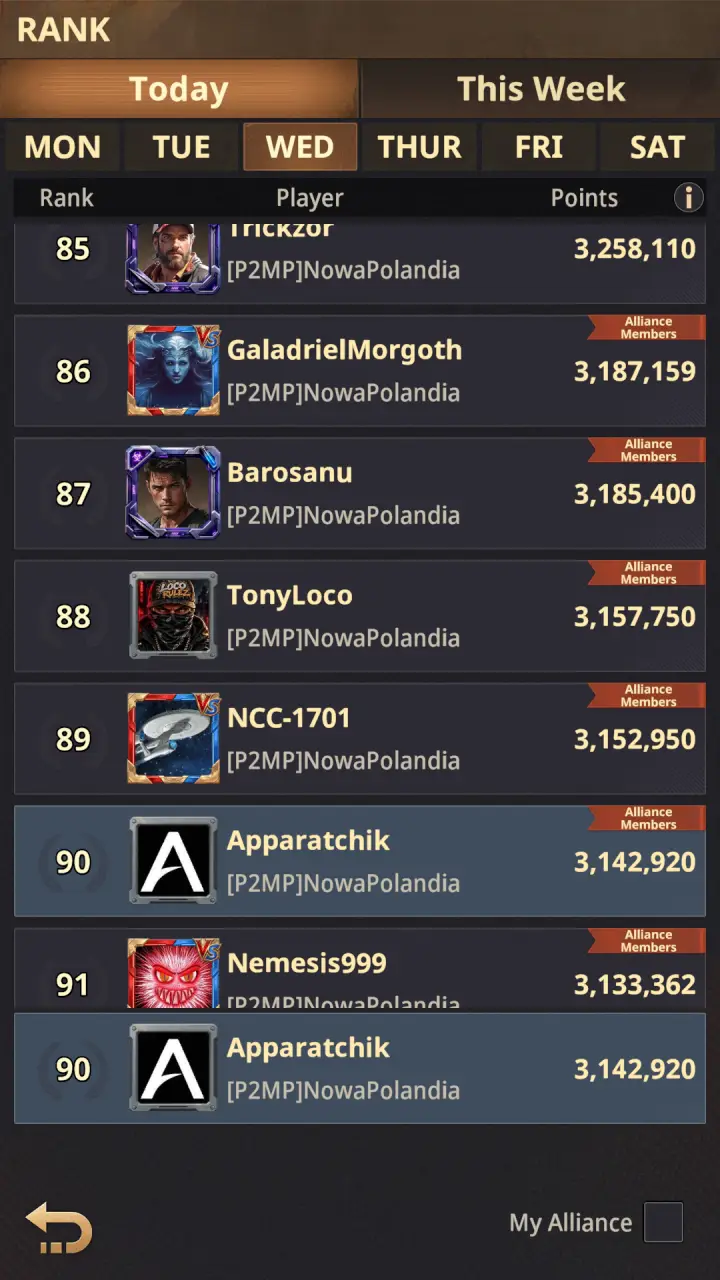 RANK
Today
This Week
MON
TUE
WED
THUR
FRI
SAT
Rank
Player
Points
85
Trickzor
[P2MP]NowaPolandia
3,258,110
86
GaladrielMorgoth
[P2MP]NowaPolandia
Alliance
Members
3,187,159
87
Barosanu
[P2MP]NowaPolandia
Alliance
Members
3,185,400
88
LOCO
RULEZ
TonyLoco
[P2MP]NowaPolandia
Alliance
Members
3,157,750
89
NCC-1701
[P2MP]NowaPolandia
Alliance
Members
3,152,950
90
A
Apparatchik
[P2MP]NowaPolandia
Alliance
Members
3,142,920
91
Nemesis999
[P2MP]NowaPolandia
Alliance
Members
3,133,362
90
A
Apparatchik
[P2MP]NowaPolandia
3,142,920
My Alliance